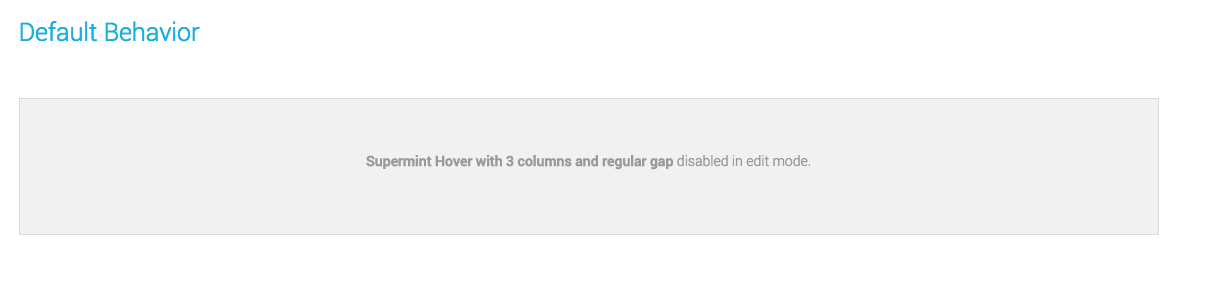 Default Behavior
Supermint Hover with 3 columns and regular gap disabled in edit mode.